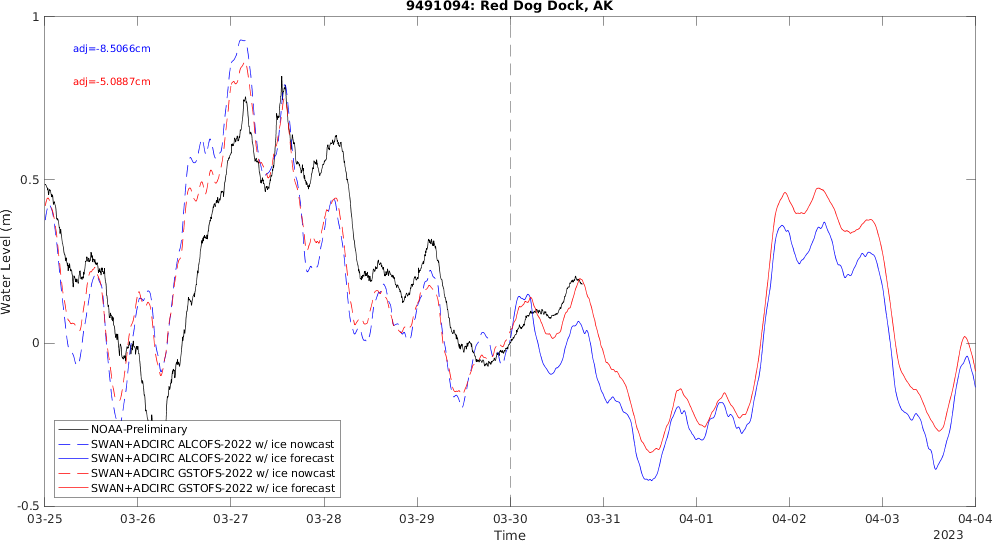 9491094: Red Dog Dock, AK
adj=-8.5066cm
adj=-5.0887cm
1
0.5
0
-0.5
Water Level (m)
NOAA-Preliminary
SWAN+ADCIRC ALCOFS-2022 w/ ice nowcast
SWAN+ADCIRC ALCOFS-2022 w/ ice forecast
SWAN+ADCIRC GSTOFS-2022 w/ ice nowcast
SWAN+ADCIRC GSTOFS-2022 w/ ice forecast
03-25 03-26 03-27 03-28 03-29 03-30 03-31 04-01 04-02 04-03 04-04
Time
2023